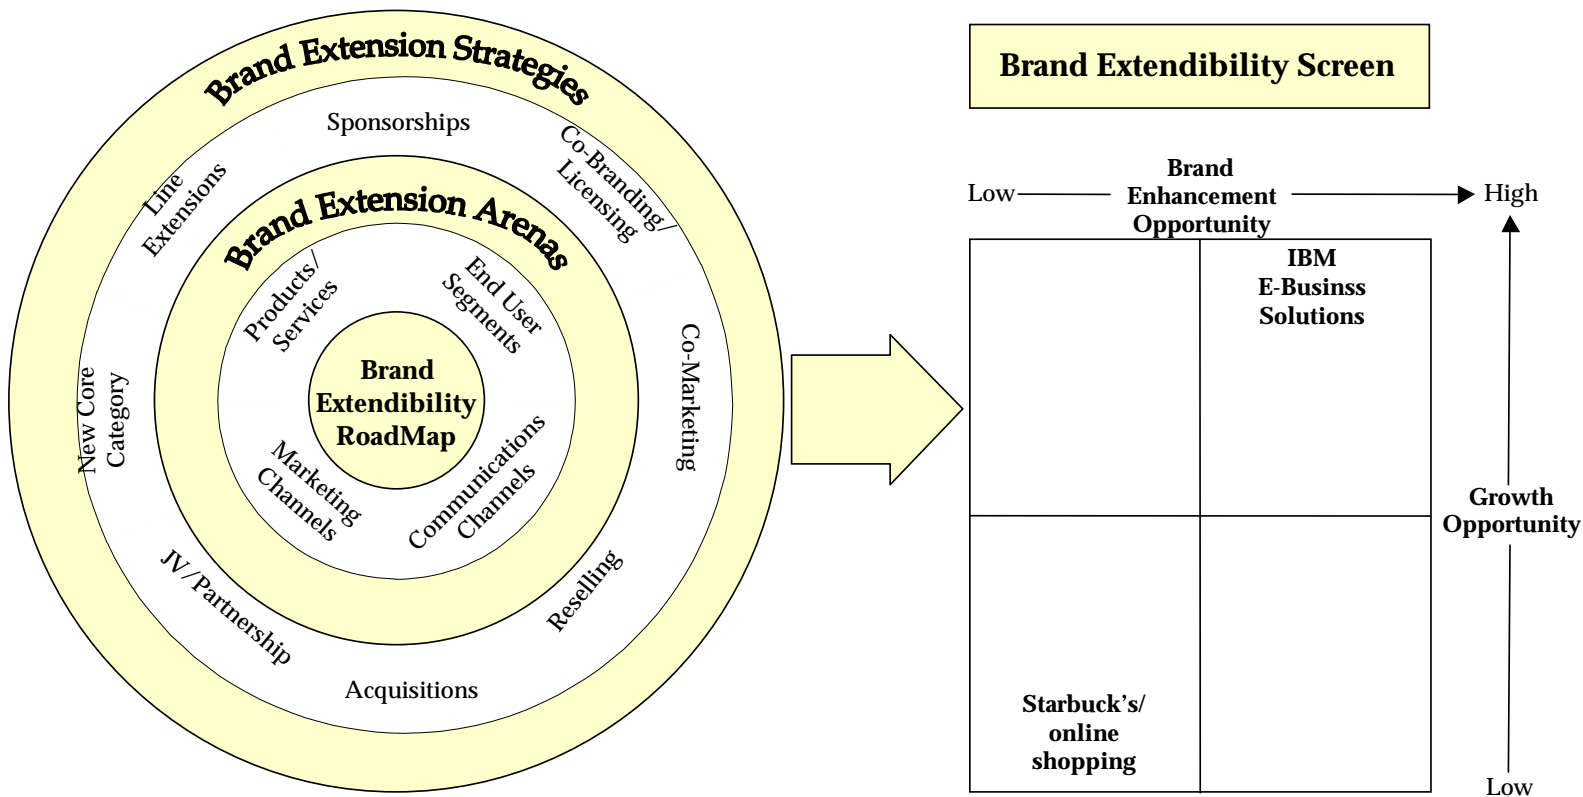 Brand Extension Strategies
Sponsorships
Co-Branding/
Licensing
Line
Extensions
Brand Extension Arenas
Products/
Services
End User
Segments
Co-Marketing
New Core
Category
Brand
Extendibility
RoadMap
Marketing
Channels
Communications
Channels
JV/Partnership
Reselling
Acquisitions
Brand Extendibility Screen
Low
Brand
Enhancement
Opportunity
High
IBM
E-Businss
Solutions
Growth
Opportunity
Starbuck's/
online
shopping
Low